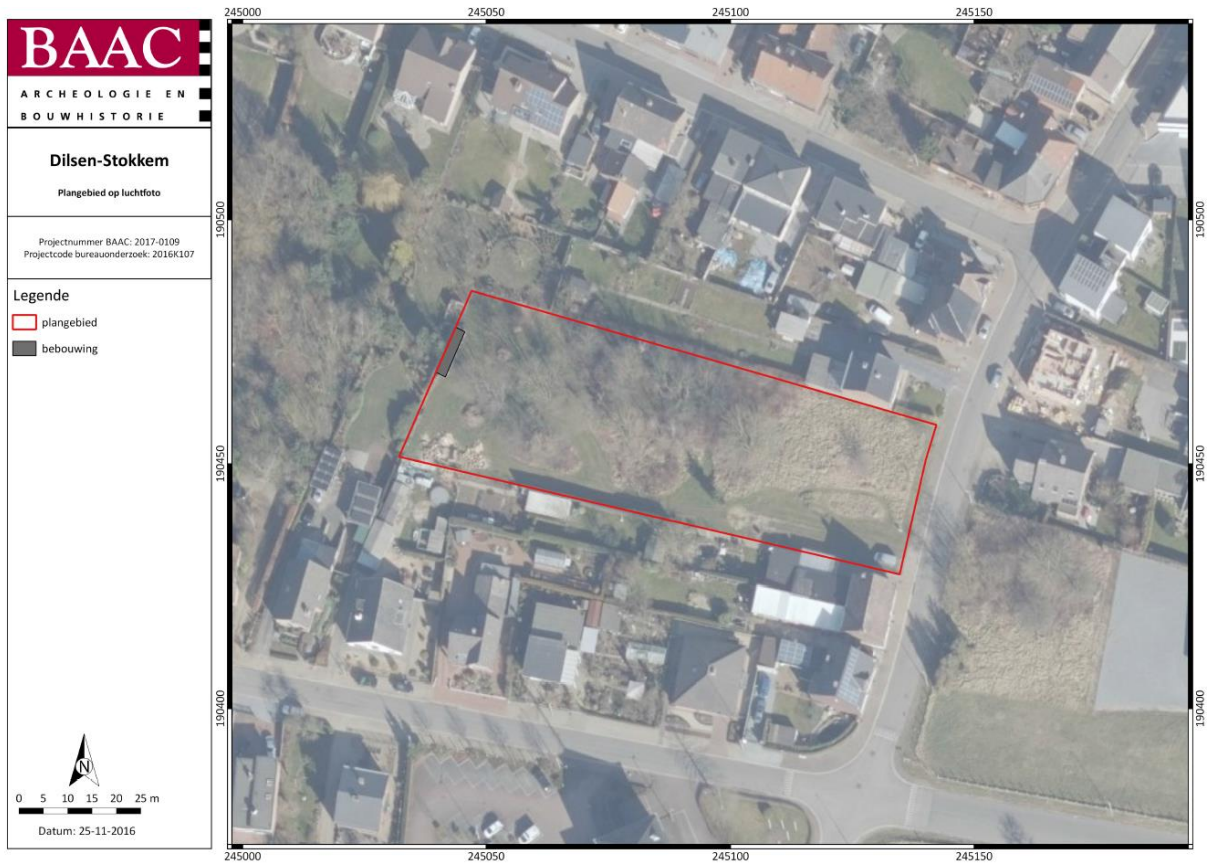 BAAC
ARCHEOLOGIE EN
BOUWHISTORIE
Dilsen-Stokkem
Plangebied op luchtfoto
Projectnummer BAAC: 2017-0109
Projectcode bureauonderzoek: 2016K107
Legende
plangebied
bebouwing
N
0 5 10 15 20 25 m
Datum: 25-11-2016
245000 245050 245100 245150
190500 190500
190450 190450
190400 190400
245000 245050 245100 245150